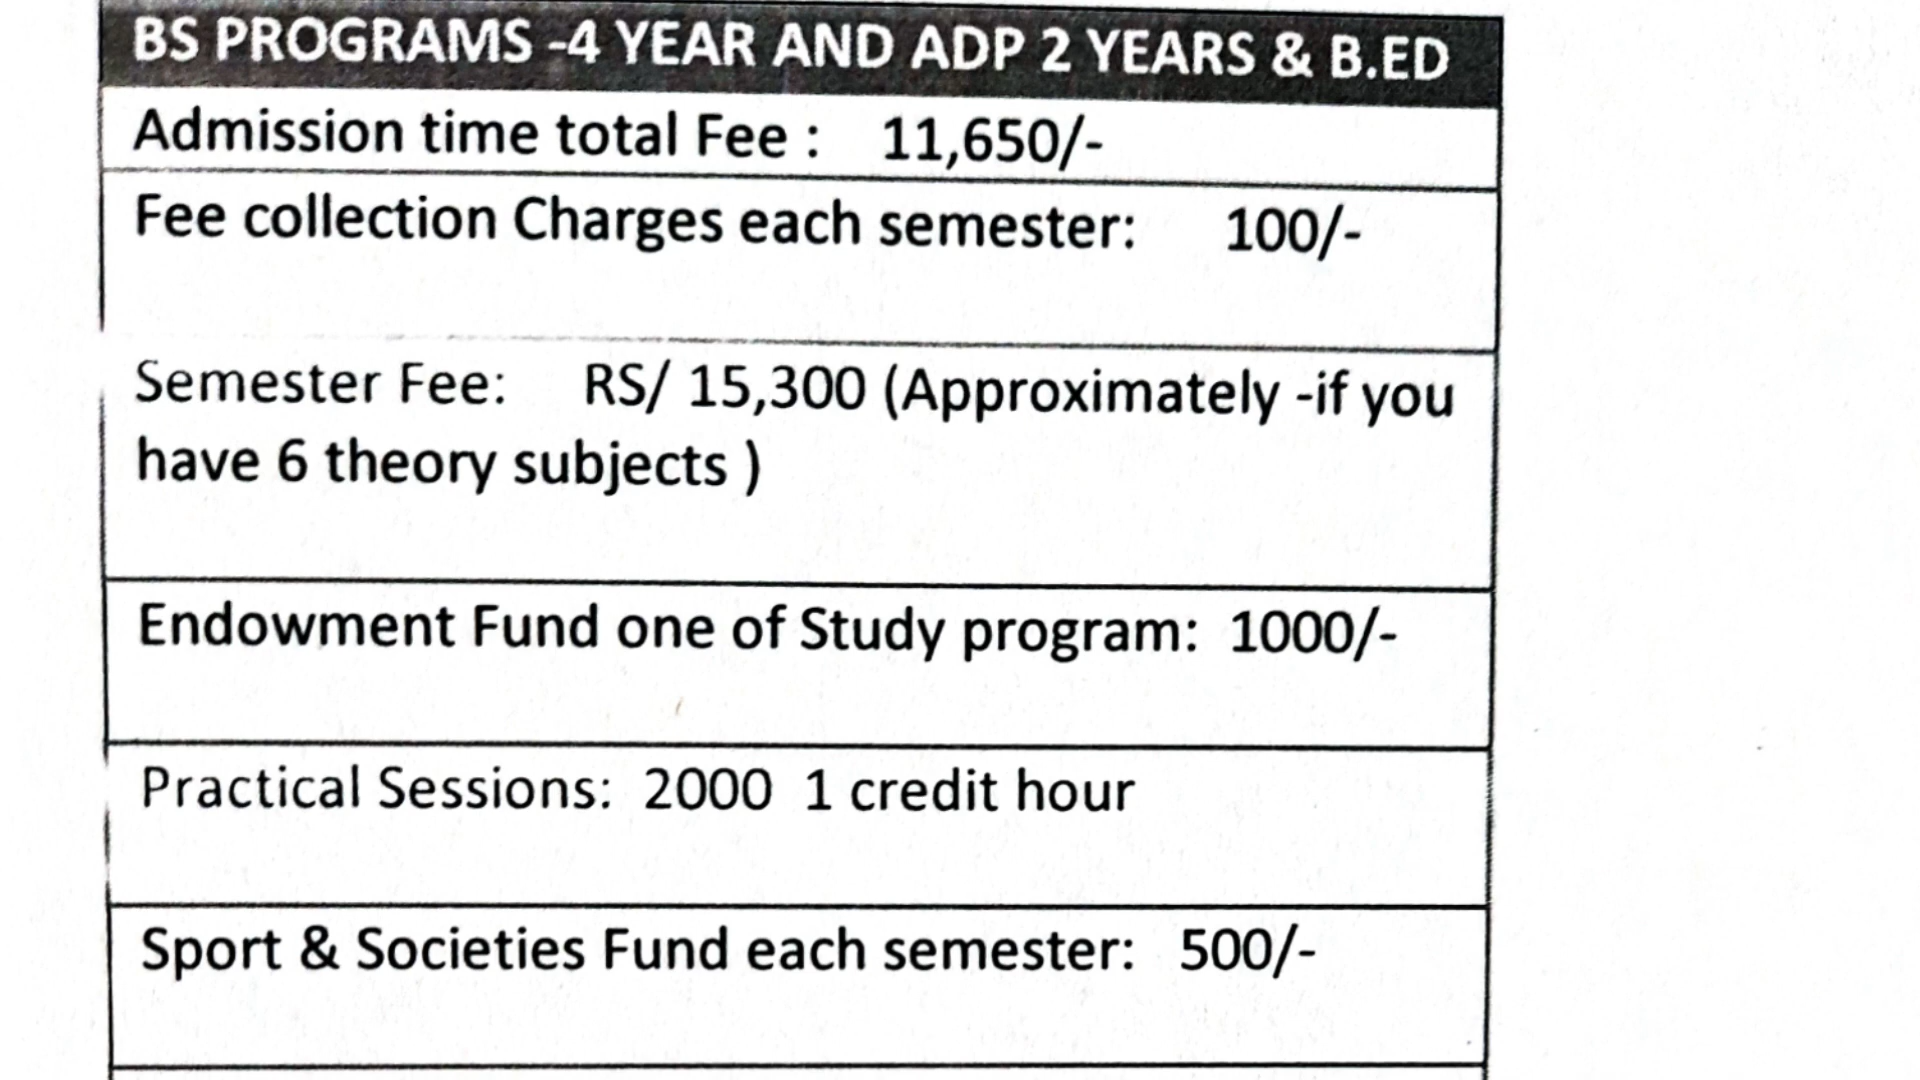 BS PROGRAMS -4 YEAR AND ADP 2 YEARS & B.ED
Admission time total Fee : 11,650/-
Fee collection Charges each semester: 100/-
Semester Fee: RS/ 15,300 (Approximately -if you
have 6 theory subjects )
Endowment Fund one of Study program: 1000/-
Practical Sessions: 2000 1 credit hour
Sport & Societies Fund each semester: 500/-